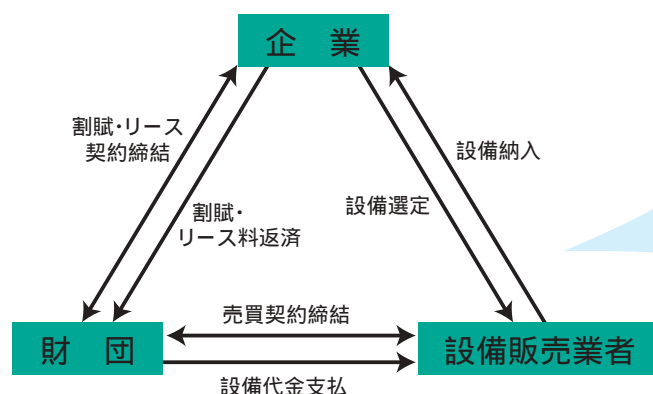 企　業
割賦・リース
契約締結
設備納入
割賦・
リース料返済
設備選定
売買契約締結
財　団
設備販売業者
設備代金支払